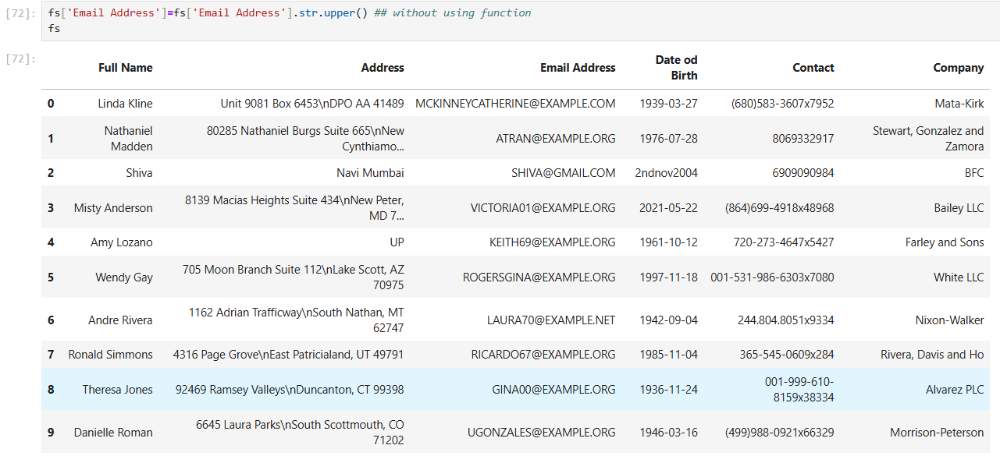 [72]: fs['Email Address']=fs['Email Address'].str.upper() ## without using function
fs
[72]:
Full Name Address Email Address Date od Birth Contact Company
0 Linda Kline Unit 9081 Box 6453\nDPO AA 41489 MCKINNEYCATHERINE@EXAMPLE.COM 1939-03-27 (680)583-3607x7952 Mata-Kirk
1 Nathaniel Madden 80285 Nathaniel Burgs Suite 665\nNew Cynthiamo... ATRAN@EXAMPLE.ORG 1976-07-28 8069332917 Stewart, Gonzalez and Zamora
2 Shiva Navi Mumbai SHIVA@GMAIL.COM 2ndnov2004 6909090984 BFC
3 Misty Anderson 8139 Macias Heights Suite 434\nNew Peter, MD 7... VICTORIA01@EXAMPLE.ORG 2021-05-22 (864)699-4918x48968 Bailey LLC
4 Amy Lozano UP KEITH69@EXAMPLE.ORG 1961-10-12 720-273-4647x5427 Farley and Sons
5 Wendy Gay 705 Moon Branch Suite 112\nLake Scott, AZ 70975 ROGERSGINA@EXAMPLE.ORG 1997-11-18 001-531-986-6303x7080 White LLC
6 Andre Rivera 1162 Adrian Trafficway\nSouth Nathan, MT 62747 LAURA70@EXAMPLE.NET 1942-09-04 244.804.8051x9334 Nixon-Walker
7 Ronald Simmons 4316 Page Grove\nEast Patricialand, UT 49791 RICARDO67@EXAMPLE.ORG 1985-11-04 365-545-0609x284 Rivera, Davis and Ho
8 Theresa Jones 92469 Ramsey Valleys\nDuncanton, CT 99398 GINA00@EXAMPLE.ORG 1936-11-24 001-999-610-8159x38334 Alvarez PLC
9 Danielle Roman 6645 Laura Parks\nSouth Scottmouth, CO 71202 UGONZALES@EXAMPLE.ORG 1946-03-16 (499)988-0921x66329 Morrison-Peterson